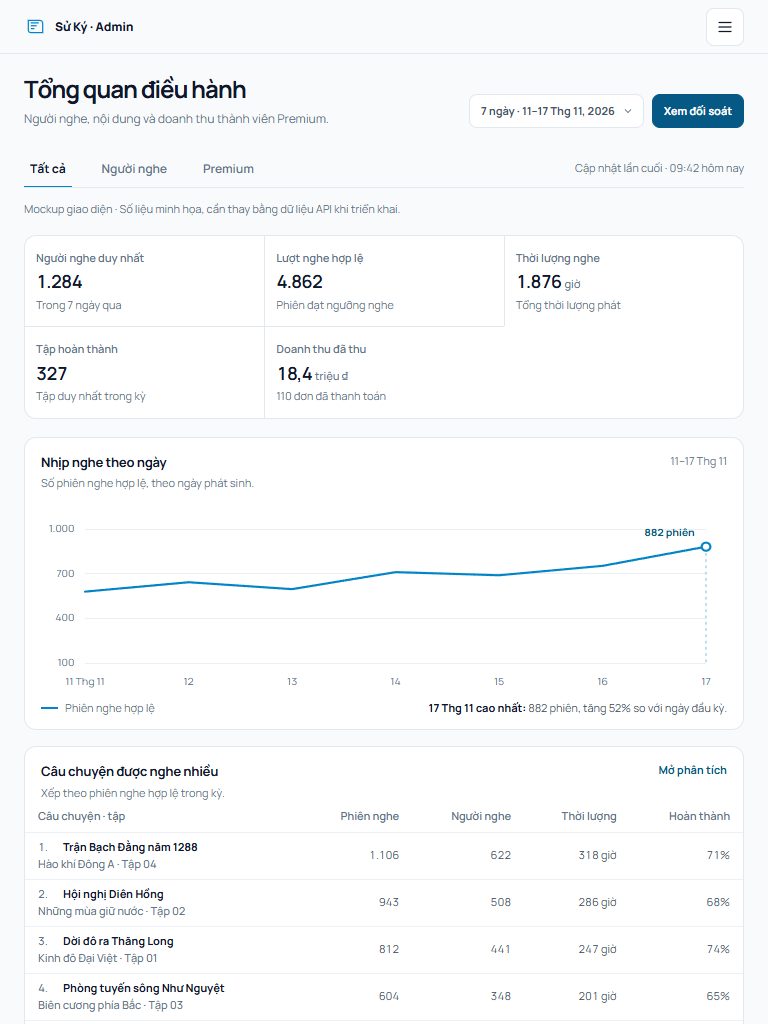 Sử Ký · Admin
Tổng quan điều hành
Người nghe, nội dung và doanh thu thành viên Premium.
7 ngày · 11–17 Thg 11, 2026
Xem đối soát
Tất cả
Người nghe
Premium
Cập nhật lần cuối · 09:42 hôm nay
Mockup giao diện · Số liệu minh họa, cần thay bằng dữ liệu API khi triển khai.
Người nghe duy nhất
1.284
Trong 7 ngày qua
Lượt nghe hợp lệ
4.862
Phiên đạt ngưỡng nghe
Thời lượng nghe
1.876 giờ
Tổng thời lượng phát
Tập hoàn thành
327
Tập duy nhất trong kỳ
Doanh thu đã thu
18,4 triệu ₫
110 đơn đã thanh toán
Nhịp nghe theo ngày
11–17 Thg 11
Số phiên nghe hợp lệ, theo ngày phát sinh.
1.000
882 phiên
700
400
100
11 Thg 11
12
13
14
15
16
17
Phiên nghe hợp lệ
17 Thg 11 cao nhất: 882 phiên, tăng 52% so với ngày đầu kỳ.
Câu chuyện được nghe nhiều
Mở phân tích
Xếp theo phiên nghe hợp lệ trong kỳ.
Câu chuyện · tập Phiên nghe Người nghe Thời lượng Hoàn thành
1. Trận Bạch Đằng năm 1288
Hào khí Đông A · Tập 04
1.106 622 318 giờ 71%
2. Hội nghị Diên Hồng
Những mùa giữ nước · Tập 02
943 508 286 giờ 68%
3. Dời đô ra Thăng Long
Kinh đô Đại Việt · Tập 01
812 441 247 giờ 74%
4. Phòng tuyến sông Như Nguyệt
Biên cương phía Bắc · Tập 03
604 348 201 giờ 65%